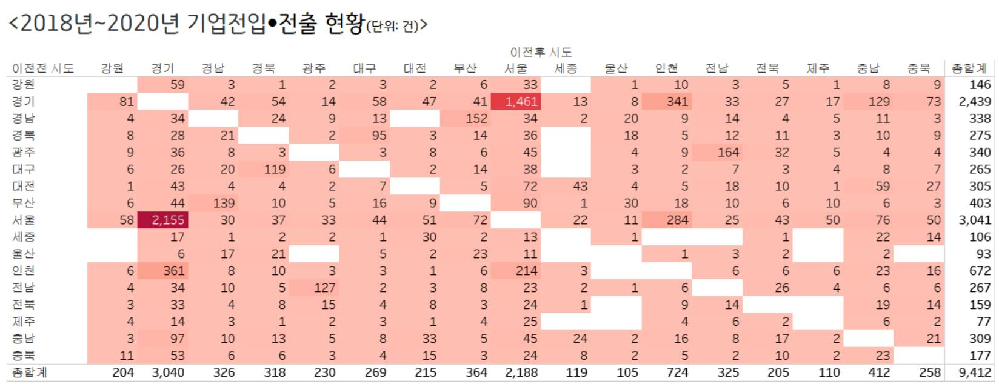 <2018년~2020년 기업전입•전출 현황(단위: 건)>
이전후 시도
이전전 시도 강원 경기 경남 경북 광주 대구 대전 부산 서울 세종 울산 인천 전남 전북 제주 충남 충북 총합계
강원 59 3 1 2 3 2 6 33 1 10 3 5 1 8 9 146
경기 81 42 54 14 58 47 41 1,461 13 8 341 33 27 17 129 73 2,439
경남 4 34 24 9 13 152 34 2 20 9 14 4 5 11 3 338
경북 8 28 21 2 95 3 14 36 18 5 12 11 3 10 9 275
광주 9 36 8 3 3 8 6 45 4 9 164 32 5 4 4 340
대구 6 26 20 119 6 2 14 38 3 2 7 3 4 8 7 265
대전 1 43 4 4 2 7 5 72 43 4 5 18 10 1 59 27 305
부산 6 44 139 10 5 16 9 90 1 30 18 10 6 10 6 3 403
서울 58 2,155 30 37 33 44 51 72 22 11 284 25 43 50 76 50 3,041
세종 17 1 2 2 1 30 2 13 1 1 22 14 106
울산 6 17 21 5 2 23 11 1 3 2 2 93
인천 6 361 8 10 3 3 1 6 214 3 6 6 6 23 16 672
전남 4 34 10 5 127 2 3 8 23 2 1 6 26 4 6 6 267
전북 3 33 4 8 15 4 8 3 24 1 9 14 19 14 159
제주 4 14 3 1 2 3 1 4 25 4 6 2 6 2 77
충남 3 97 10 13 5 8 33 5 45 24 2 16 8 17 2 21 309
충북 11 53 6 6 3 4 15 3 24 8 2 5 2 10 2 23 177
총합계 204 3,040 326 318 230 269 215 364 2,188 119 105 724 325 205 110 412 258 9,412